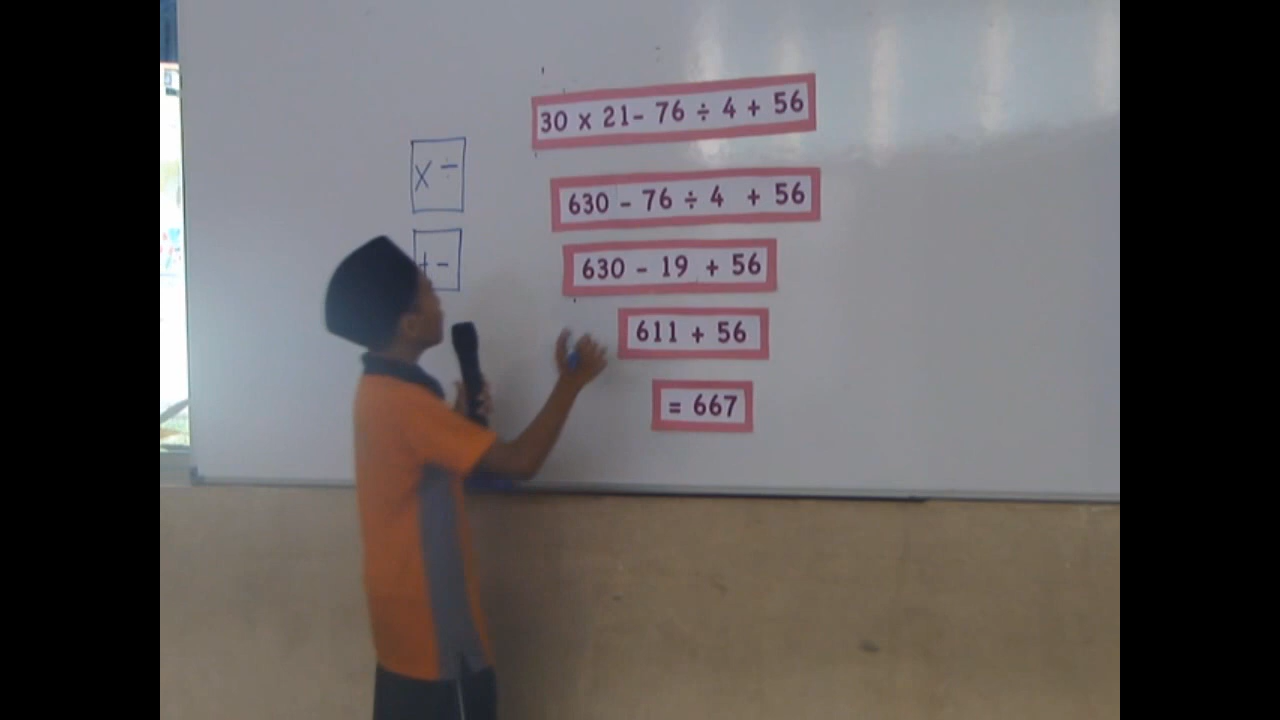 30 x 21- 76 ÷ 4 + 56
x ÷
630 - 76 ÷ 4 + 56
+ -
630 - 19 + 56
611 + 56
= 667